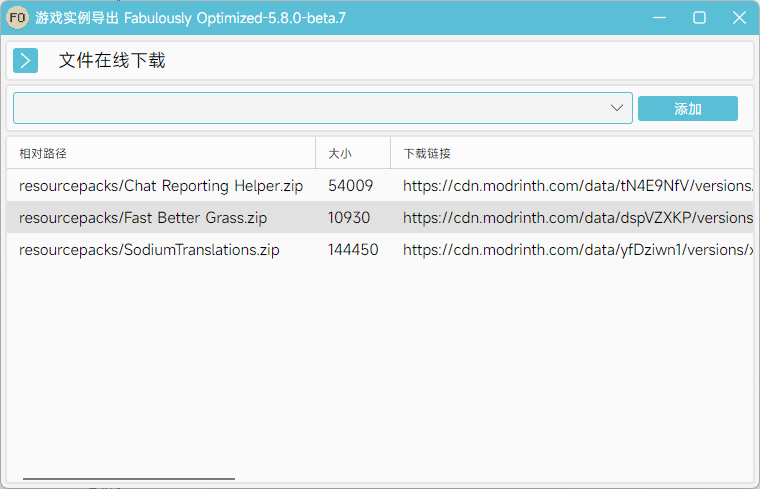 FO 游戏实例导出 Fabulously Optimized-5.8.0-beta.7
文件在线下载
添加
相对路径 大小 下载链接
resourcepacks/Chat Reporting Helper.zip 54009 https://cdn.modrinth.com/data/tN4E9NfV/versions/
resourcepacks/Fast Better Grass.zip 10930 https://cdn.modrinth.com/data/dspVZXKP/versions
resourcepacks/SodiumTranslations.zip 144450 https://cdn.modrinth.com/data/yfDziwn1/versions/x